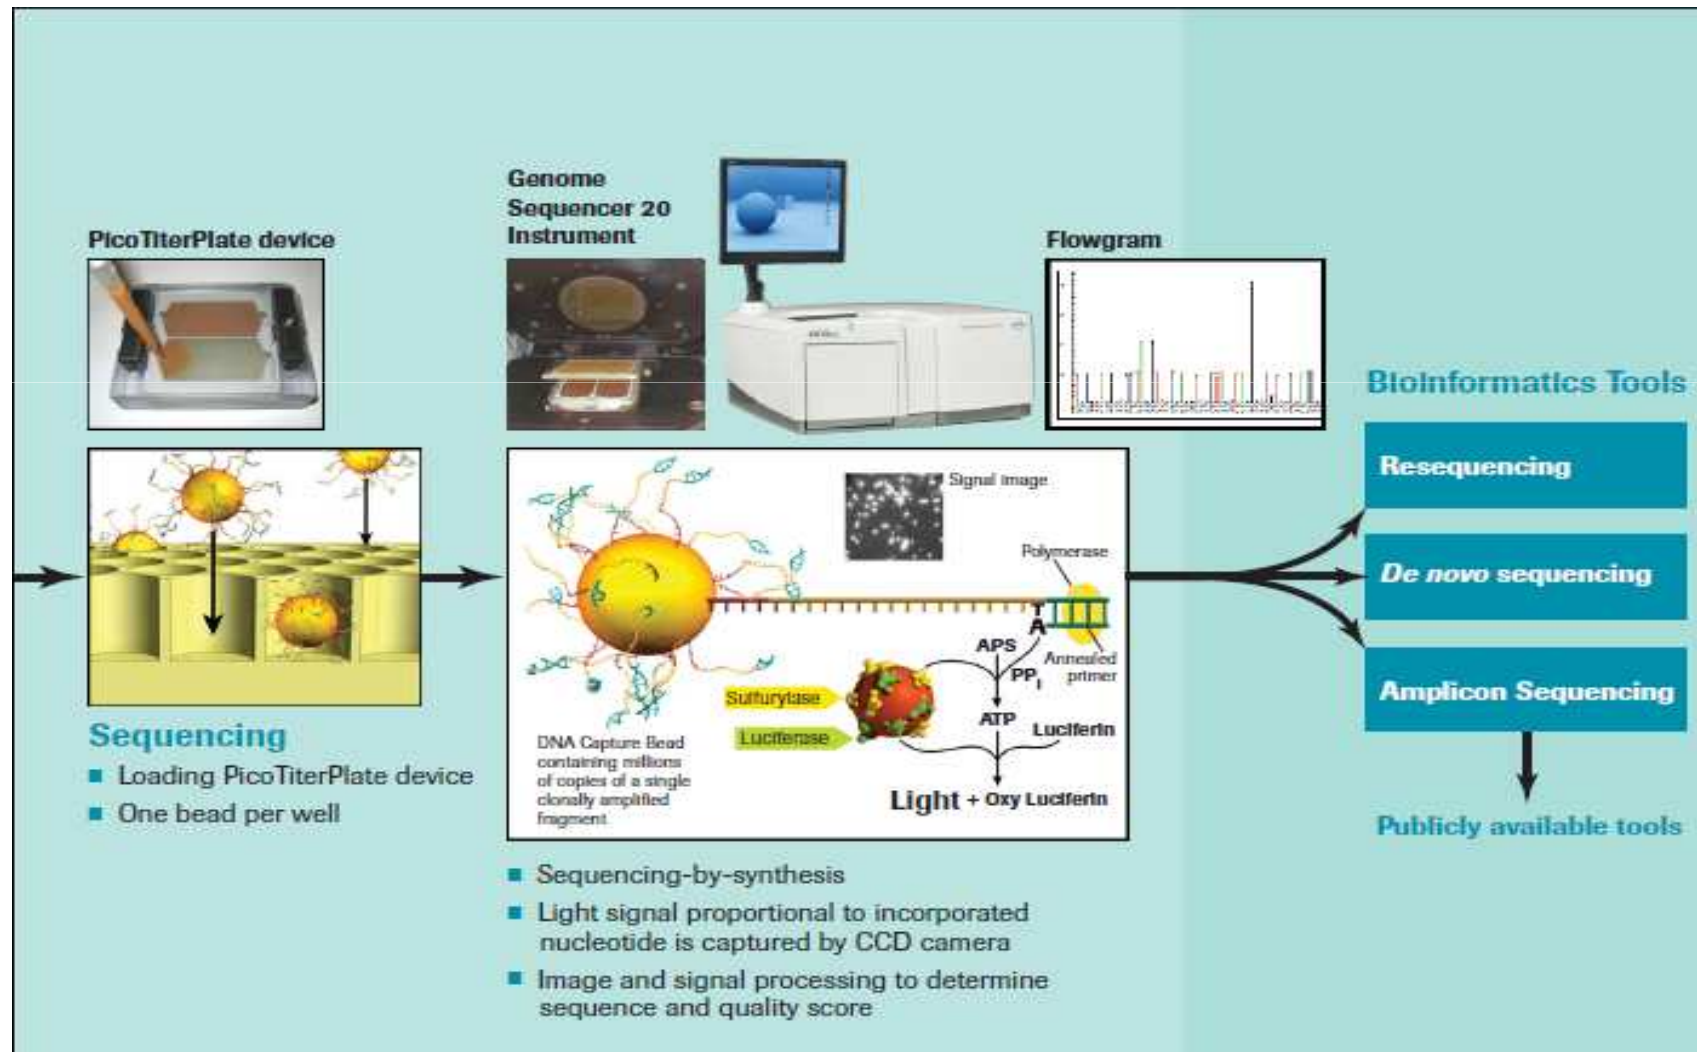 PicoTiterPlate device
Genome
Sequencer 20
Instrument
Flowgram
Sequencing
■ Loading PicoTiterPlate device
■ One bead per well
Signal image
Polymerase
A
APS
PPi
Annealed
primer
Sulfurylase
Luciferase
ATP
Luciferin
Light + Oxy Luciferin
DNA Capture Bead
containing millions
of copies of a single
clonally amplified
fragment
■ Sequencing-by-synthesis
■ Light signal proportional to incorporated
nucleotide is captured by CCD camera
■ Image and signal processing to determine
sequence and quality score
Bioinformatics Tools
Resequencing
De novo sequencing
Amplicon Sequencing
Publicly available tools